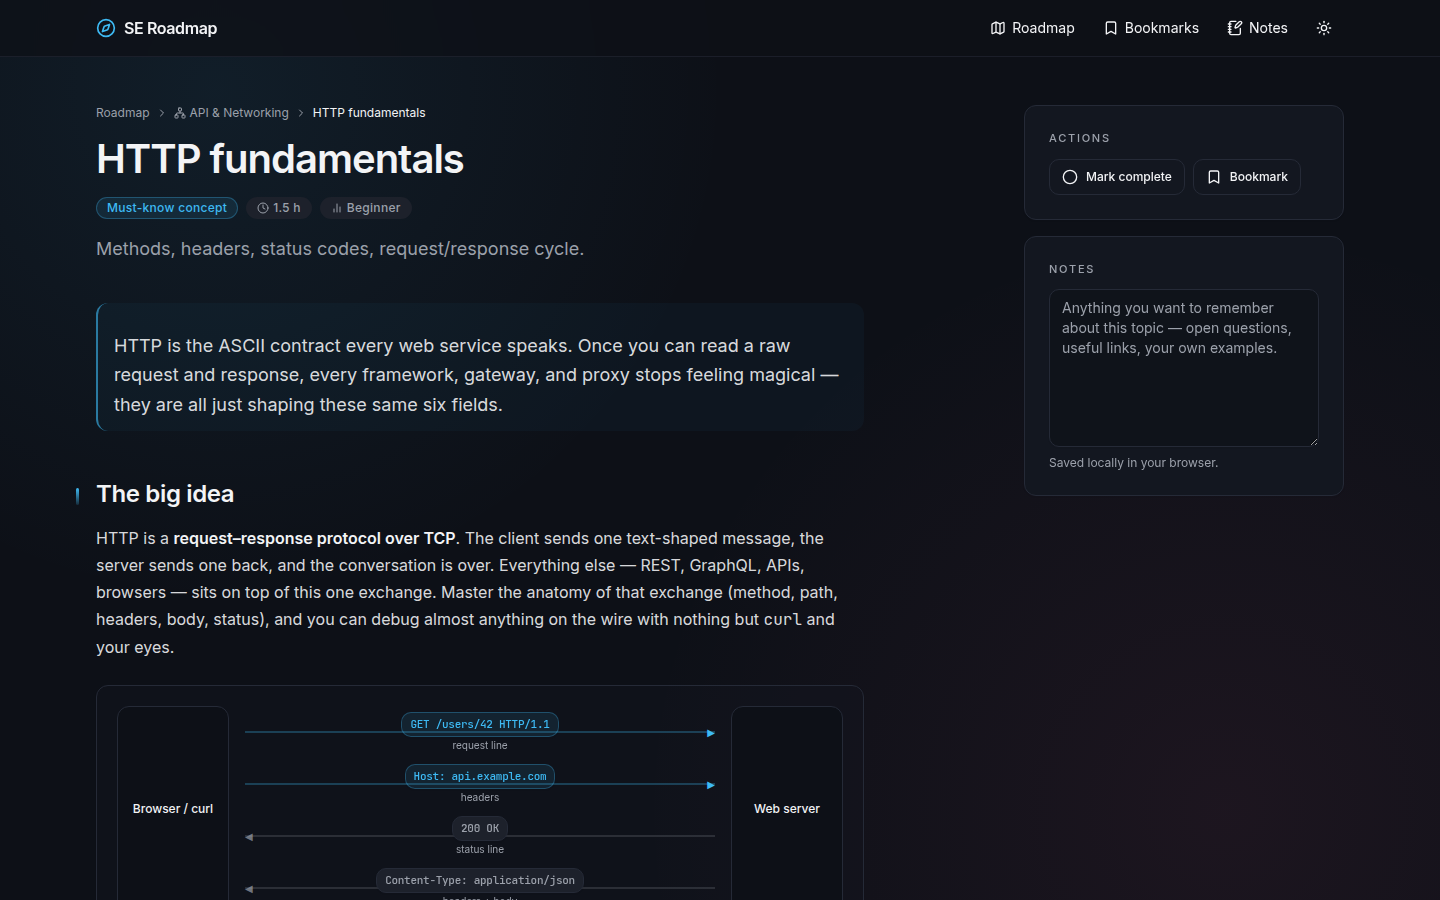 SE Roadmap
Roadmap
Bookmarks
Notes
Roadmap
API & Networking
HTTP fundamentals
HTTP fundamentals
Must-know concept
1.5 h
Beginner
Methods, headers, status codes, request/response cycle.
HTTP is the ASCII contract every web service speaks. Once you can read a raw
request and response, every framework, gateway, and proxy stops feeling magical —
they are all just shaping these same six fields.
The big idea
HTTP is a request–response protocol over TCP. The client sends one text-shaped message, the
server sends one back, and the conversation is over. Everything else — REST, GraphQL, APIs,
browsers — sits on top of this one exchange. Master the anatomy of that exchange (method, path,
headers, body, status), and you can debug almost anything on the wire with nothing but curl and
your eyes.
Browser / curl
GET /users/42 HTTP/1.1
request line
Host: api.example.com
headers
200 OK
status line
Content-Type: application/json
Web server
ACTIONS
Mark complete
Bookmark
NOTES
Anything you want to remember
about this topic — open questions,
useful links, your own examples.
Saved locally in your browser.